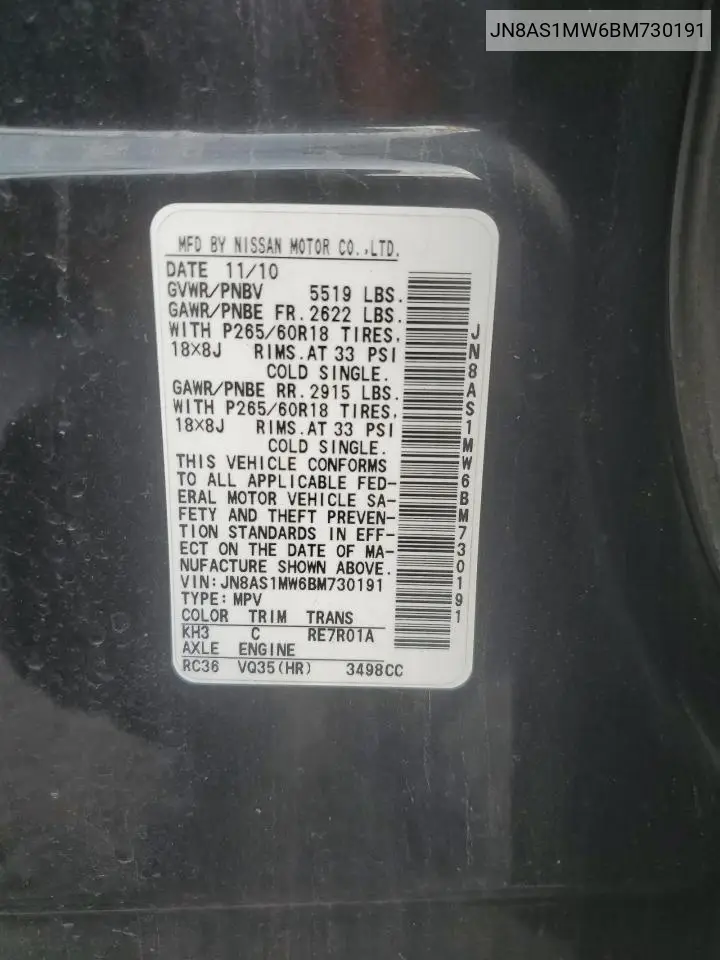 JN8AS1MW6BM730191
MFD BY NISSAN MOTOR CO.,LTD.
DATE 11/10
GVWR/PNBV 5519 LBS.
GAWR/PNBE FR. 2622 LBS.
WITH P265/60R18 TIRES,
18X8J RIMS. AT 33 PSI
COLD SINGLE.
GAWR/PNBE RR. 2915 LBS.
WITH P265/60R18 TIRES,
18X8J RIMS. AT 33 PSI
COLD SINGLE.
THIS VEHICLE CONFORMS
TO ALL APPLICABLE FED-
ERAL MOTOR VEHICLE SA-
FETY AND THEFT PREVEN-
TION STANDARDS IN EFF-
ECT ON THE DATE OF MA-
NUFACTURE SHOWN ABOVE.
VIN: JN8AS1MW6BM730191
TYPE: MPV
COLOR TRIM TRANS
KH3 C RE7R01A
AXLE ENGINE
RC36 VQ35(HR) 3498CC
JN8AS1MW6BM730191